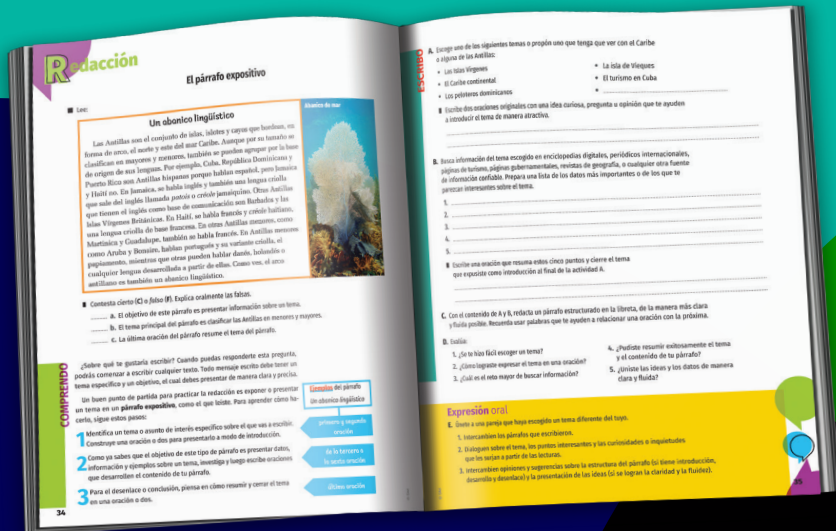 Redacción
El párrafo expositivo
Lee:
Un abanico lingüístico
Las Antillas son el conjunto de islas, islotes y cayos que bordean, en
forma de arco, el norte y este del mar Caribe. Aunque por su tamaño se
clasifican en mayores y menores, también se pueden agrupar por la base
de origen de sus lenguas. Por ejemplo, Cuba, República Dominicana y
Puerto Rico son Antillas hispanas porque hablan español, pero Jamaica
y Haití no. En Jamaica, se habla inglés y también una lengua criolla
que sale del inglés llamada patois o créole jamaiquino. Otras Antillas
que tienen el inglés como base de comunicación son Barbados y las
Islas Vírgenes Británicas. En Haití, se habla francés y créole haitiano,
una lengua criolla de base francesa. En otras Antillas menores, como
Martinica y Guadalupe, también se habla francés. En Antillas menores
como Aruba y Bonaire, hablan portugués y su variante criolla, el
papiamento, mientras que otras pueden hablar danés, holandés o
cualquier lengua desarrollada a partir de ellas. Como ves, el arco
antillano es también un abanico lingüístico.
Abanico de mar
Contesta cierto (C) o falso (F). Explica oralmente las falsas.
a. El objetivo de este párrafo es presentar información sobre un tema.
b. El tema principal del párrafo es clasificar las Antillas en menores y mayores.
c. La última oración del párrafo resume el tema del párrafo.
COMPRENDO
¿Sobre qué te gustaría escribir? Cuando puedas responderte esta pregunta,
podrás comenzar a escribir cualquier texto. Todo mensaje escrito debe tener un
tema específico y un objetivo, el cual debes presentar de manera clara y precisa.
Un buen punto de partida para practicar la redacción es exponer o presentar
un tema en un párrafo expositivo, como el que leíste. Para aprender cómo ha-
cerlo, sigue estos pasos:
Ejemplos del párrafo
Un abanico lingüístico
1 Identifica un tema o asunto de interés específico sobre el que vas a escribir.
Construye una oración o dos para presentarlo a modo de introducción.
primera y segunda
oración
2 Como ya sabes que el objetivo de este tipo de párrafo es presentar datos,
información y ejemplos sobre un tema, investiga y luego escribe oraciones
que desarrollen el contenido de tu párrafo.
de la tercera a
la sexta oración
3 Para el desenlace o conclusión, piensa en cómo resumir y cerrar el tema
en una oración o dos.
última oración
34
ESCRIBO
A. Escoge uno de los siguientes temas o propón uno que tenga que ver con el Caribe
o alguna de las Antillas:
• Las Islas Vírgenes
• El Caribe continental
• Los peloteros dominicanos
• La isla de Vieques
• El turismo en Cuba
•
Escribe dos oraciones originales con una idea curiosa, pregunta u opinión que te ayuden
a introducir el tema de manera atractiva.
B. Busca información del tema escogido en enciclopedias digitales, periódicos internacionales,
páginas de turismo, páginas gubernamentales, revistas de geografía, o cualquier otra fuente
de información confiable. Prepara una lista de los datos más importantes o de los que te
parezcan interesantes sobre el tema.
1.
2.
3.
4.
5.
Escribe una oración que resuma estos cinco puntos y cierre el tema
que expusiste como introducción al final de la actividad A.
C. Con el contenido de A y B, redacta un párrafo estructurado en la libreta, de la manera más clara
y fluida posible. Recuerda usar palabras que te ayuden a relacionar una oración con la próxima.
D. Evalúa:
1. ¿Se te hizo fácil escoger un tema?
2. ¿Cómo lograste expresar el tema en una oración?
3. ¿Cuál es el reto mayor de buscar información?
4. ¿Pudiste resumir exitosamente el tema
y el contenido de tu párrafo?
5. ¿Uniste las ideas y los datos de manera
clara y fluida?
Expresión oral
E. Únete a una pareja que haya escogido un tema diferente del tuyo.
1. Intercambien los párrafos que escribieron.
2. Dialoguen sobre el tema, los puntos interesantes y las curiosidades o inquietudes
que les surjan a partir de las lecturas.
3. Intercambien opiniones y sugerencias sobre la estructura del párrafo (si tiene introducción,
desarrollo y desenlace) y la presentación de las ideas (si se logran la claridad y la fluidez).
35